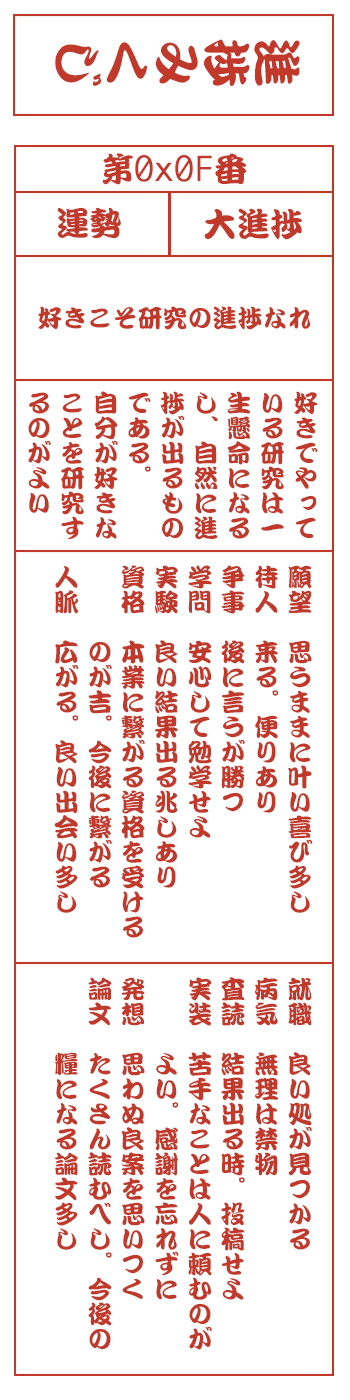 進捗みくじ
第0x0F番
大進捗
運勢
好きこそ研究の進捗なれ
好きでやって
いる研究は一
生懸命になる
し、自然に進
捗が出るもの
である。
自分が好きな
ことを研究す
るのがよい
願望 思うままに叶い喜び多し
待人 来る。便りあり
争事 後に言うが勝つ
学問 安心して勉学せよ
実験 良い結果出る兆しあり
資格 本業に繋がる資格を受ける
のが吉。今後に繋がる
人脈 広がる。良い出会い多し
就職 良い処が見つかる
病気 無理は禁物
査読 結果出る時。投稿せよ
実装 苦手なことは人に頼むのが
よい。感謝を忘れずに
発想 思わぬ良案を思いつく
論文 たくさん読むべし。今後の
糧になる論文多し